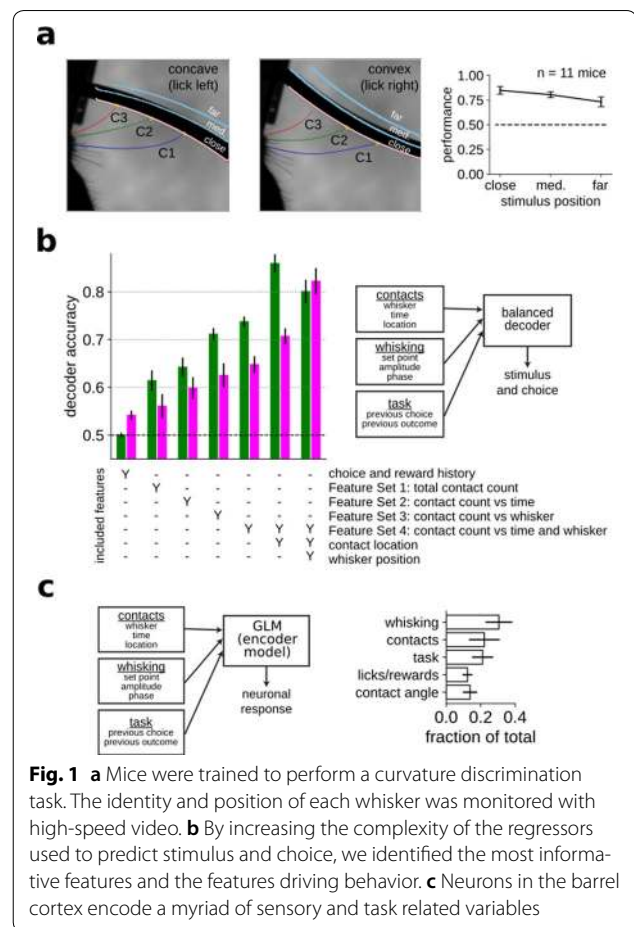 a
concave
(lick left)
far
med.
close
C3
C2
C1
convex
(lick right)
far
med.
close
C3
C2
C1
n = 11 mice
performance
1.00
0.75
0.50
0.25
0.00
close med. far
stimulus position
b
decoder accuracy
0.8
0.7
0.6
0.5
contacts
whisker
time
location
whisking
set point
amplitude
phase
task
previous choice
previous outcome
balanced
decoder
stimulus
and choice
included features
Y - - - - - - choice and reward history
- Y - - - - - Feature Set 1: total contact count
- - Y - - - - Feature Set 2: contact count vs time
- - - Y - - - Feature Set 3: contact count vs whisker
- - - - Y Y Y Feature Set 4: contact count vs time and whisker
- - - - - Y Y contact location
- - - - - - Y whisker position
c
contacts
whisker
time
location
whisking
set point
amplitude
phase
task
previous choice
previous outcome
GLM
(encoder
model)
neuronal
response
whisking
contacts
task
licks/rewards
contact angle
0.0 0.2 0.4
fraction of total
Fig. 1 a Mice were trained to perform a curvature discrimination
task. The identity and position of each whisker was monitored with
high-speed video. b By increasing the complexity of the regressors
used to predict stimulus and choice, we identified the most informa-
tive features and the features driving behavior. c Neurons in the barrel
cortex encode a myriad of sensory and task related variables